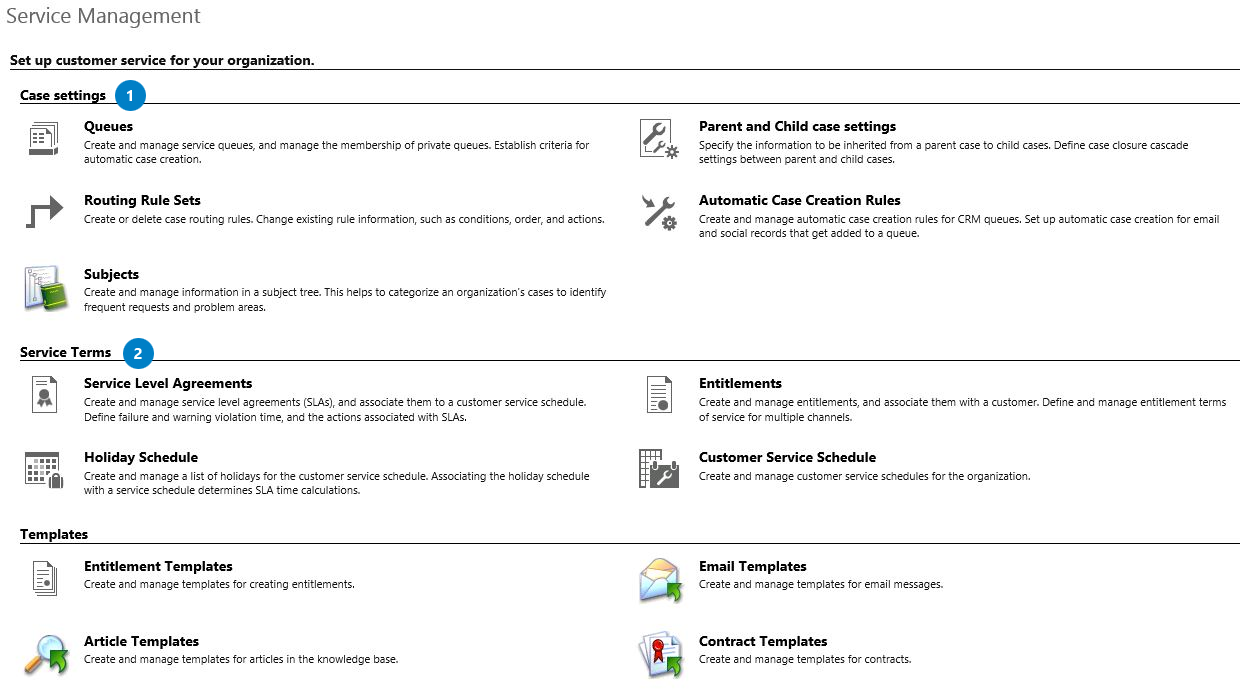 Service Management
Set up customer service for your organization.
Case settings 1
Queues
Create and manage service queues, and manage the membership of private queues. Establish criteria for
automatic case creation.
Parent and Child case settings
Specify the information to be inherited from a parent case to child cases. Define case closure cascade
settings between parent and child cases.
Routing Rule Sets
Create or delete case routing rules. Change existing rule information, such as conditions, order, and actions.
Automatic Case Creation Rules
Create and manage automatic case creation rules for CRM queues. Set up automatic case creation for email
and social records that get added to a queue.
Subjects
Create and manage information in a subject tree. This helps to categorize an organization's cases to identify
frequent requests and problem areas.
Service Terms 2
Service Level Agreements
Create and manage service level agreements (SLAs), and associate them to a customer service schedule.
Define failure and warning violation time, and the actions associated with SLAs.
Entitlements
Create and manage entitlements, and associate them with a customer. Define and manage entitlement terms
of service for multiple channels.
Holiday Schedule
Create and manage a list of holidays for the customer service schedule. Associating the holiday schedule
with a service schedule determines SLA time calculations.
Customer Service Schedule
Create and manage customer service schedules for the organization.
Templates
Entitlement Templates
Create and manage templates for creating entitlements.
Email Templates
Create and manage templates for email messages.
Article Templates
Create and manage templates for articles in the knowledge base.
Contract Templates
Create and manage templates for contracts.